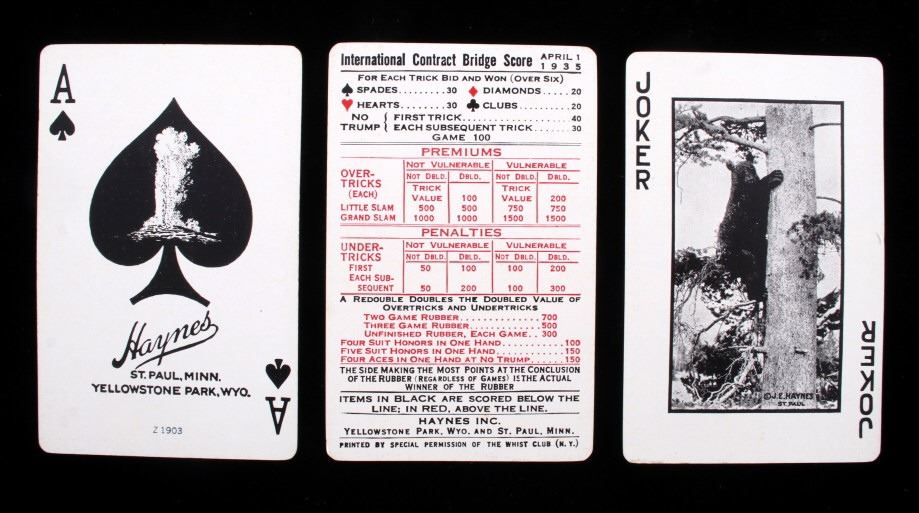 A
Haynes
ST. PAUL, MINN.
YELLOWSTONE PARK, WYO.
Z 1903
A
International Contract Bridge Score APRIL 1 1935
FOR EACH TRICK BID AND WON (OVER SIX)
♠ SPADES.........30 ♦ DIAMONDS.....20
♥ HEARTS.........30 ♣ CLUBS..........20
NO TRUMP { FIRST TRICK..................40
{ EACH SUBSEQUENT TRICK.......30
GAME 100
PREMIUMS
NOT VULNERABLE VULNERABLE
OVER-TRICKS (EACH) NOT DBLD. DBLD. NOT DBLD. DBLD.
TRICK VALUE 100 TRICK VALUE 200
LITTLE SLAM 500 500 750 750
GRAND SLAM 1000 1000 1500 1500
PENALTIES
UNDER-TRICKS NOT VULNERABLE VULNERABLE
NOT DBLD. DBLD. NOT DBLD. DBLD.
FIRST 50 100 100 200
EACH SUB-SEQUENT 50 200 100 300
A REDOUBLE DOUBLES THE DOUBLED VALUE OF
OVERTRICKS AND UNDERTRICKS
TWO GAME RUBBER.............700
THREE GAME RUBBER...........500
UNFINISHED RUBBER, EACH GAME..300
FOUR SUIT HONORS IN ONE HAND..........100
FIVE SUIT HONORS IN ONE HAND..........150
FOUR ACES IN ONE HAND AT NO TRUMP.....150
THE SIDE MAKING THE MOST POINTS AT THE CONCLUSION
OF THE RUBBER (REGARDLESS OF GAMES) IS THE ACTUAL
WINNER OF THE RUBBER
ITEMS IN BLACK ARE SCORED BELOW THE
LINE; IN RED, ABOVE THE LINE.
HAYNES INC.
YELLOWSTONE PARK, WYO. AND ST. PAUL, MINN.
PRINTED BY SPECIAL PERMISSION OF THE WHIST CLUB (N.Y.)
JOKER
© J.E. HAYNES
ST. PAUL
JOKER